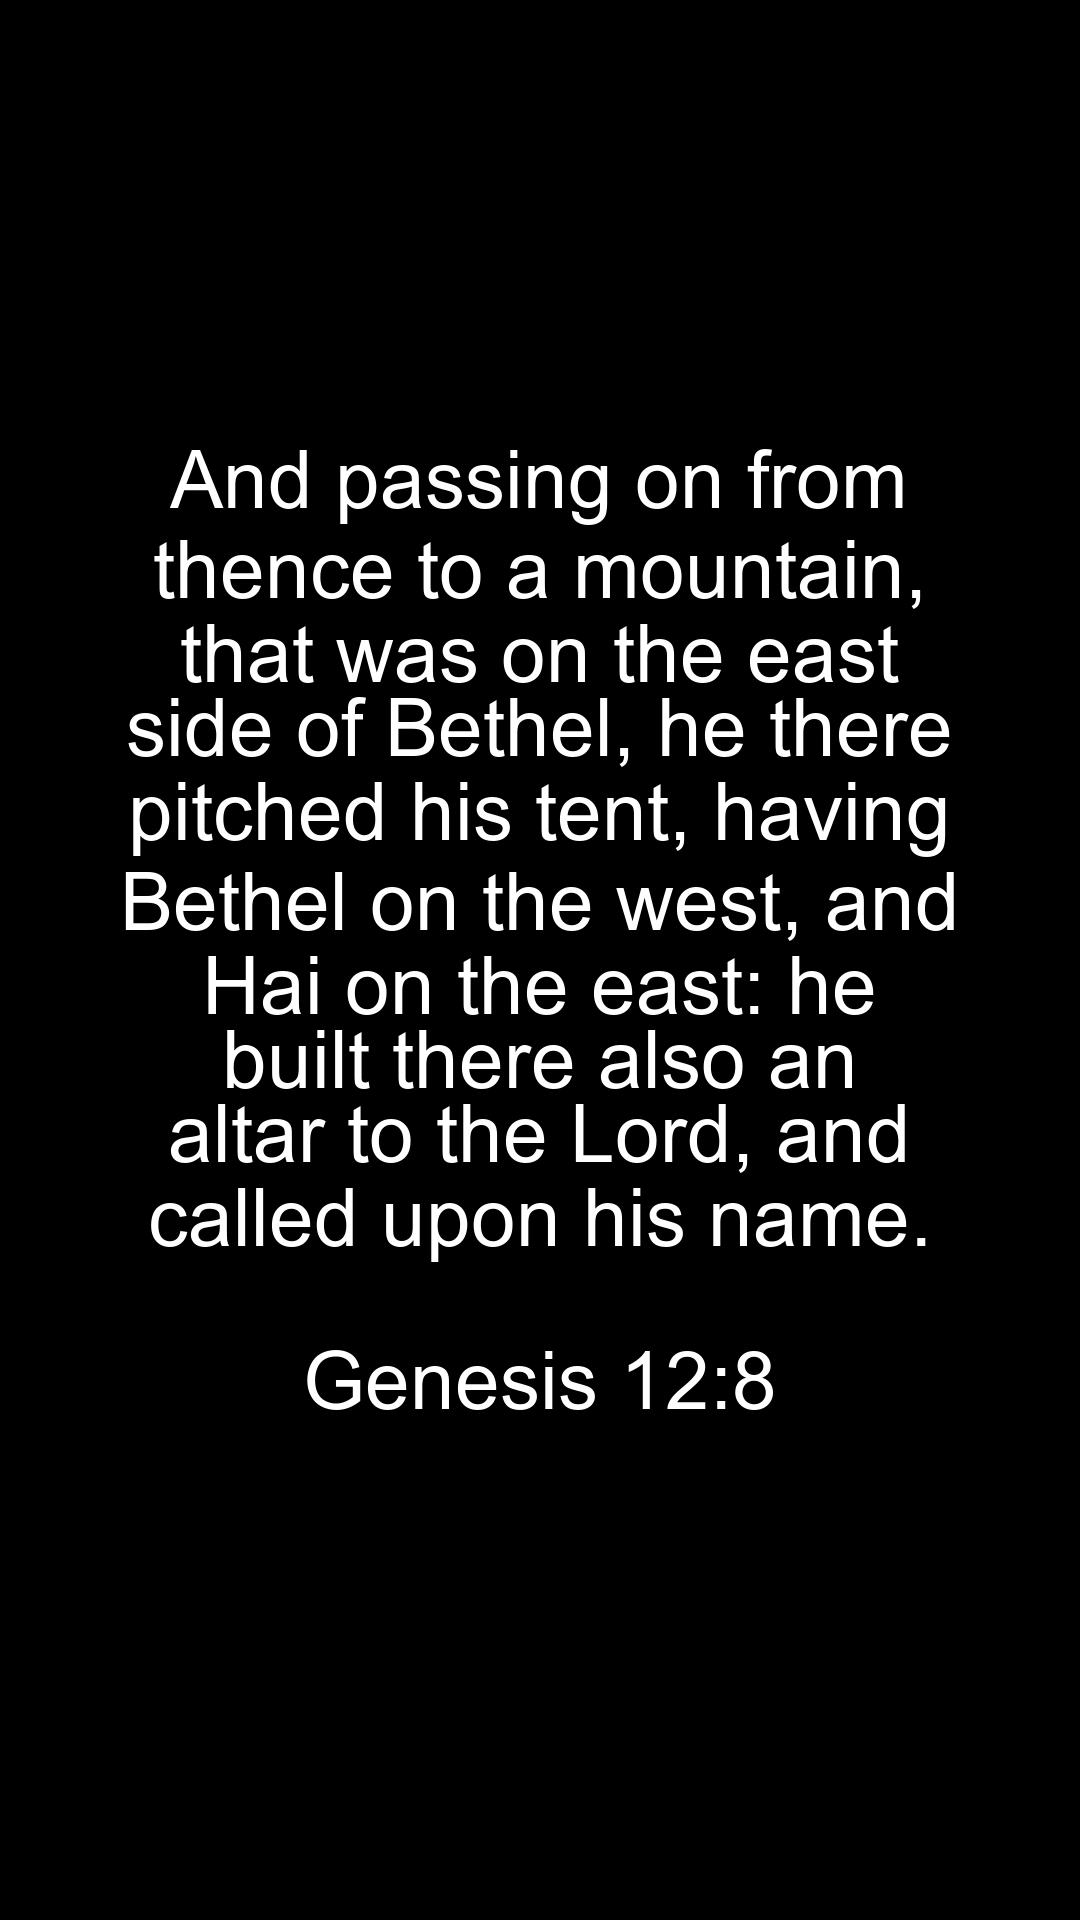 And passing on from
thence to a mountain,
that was on the east
side of Bethel, he there
pitched his tent, having
Bethel on the west, and
Hai on the east: he
built there also an
altar to the Lord, and
called upon his name.
Genesis 12:8